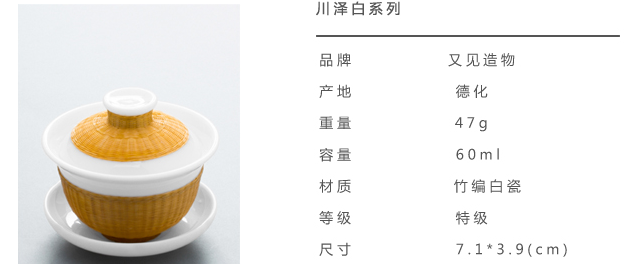 川泽白系列
品牌 又见造物
产地 德化
重量 47g
容量 60ml
材质 竹编白瓷
等级 特级
尺寸 7.1*3.9(cm)